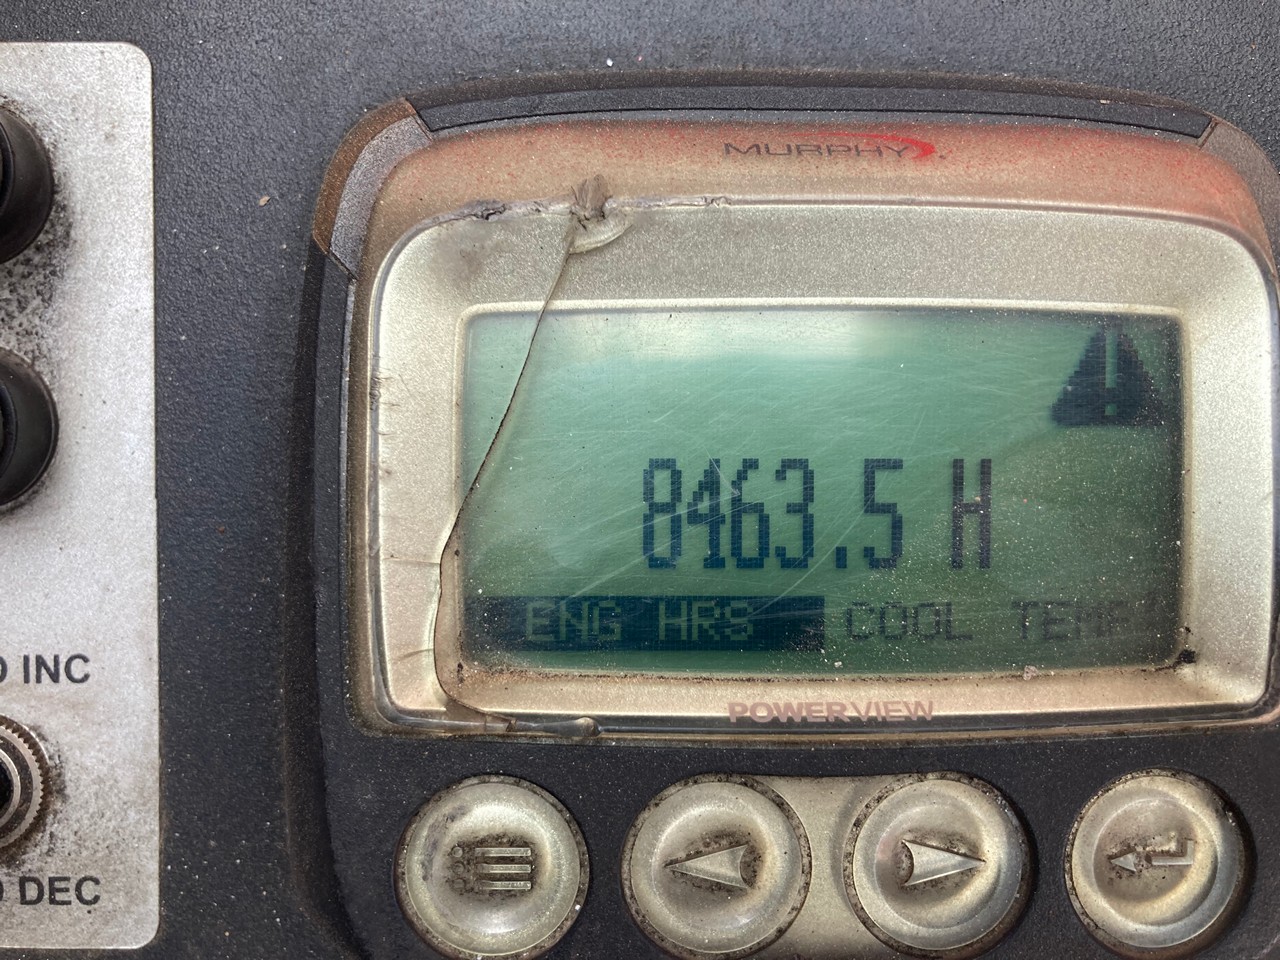 MURPHY
8463.5 H
ENG HRS COOL TEMP
POWERVIEW
INC
DEC